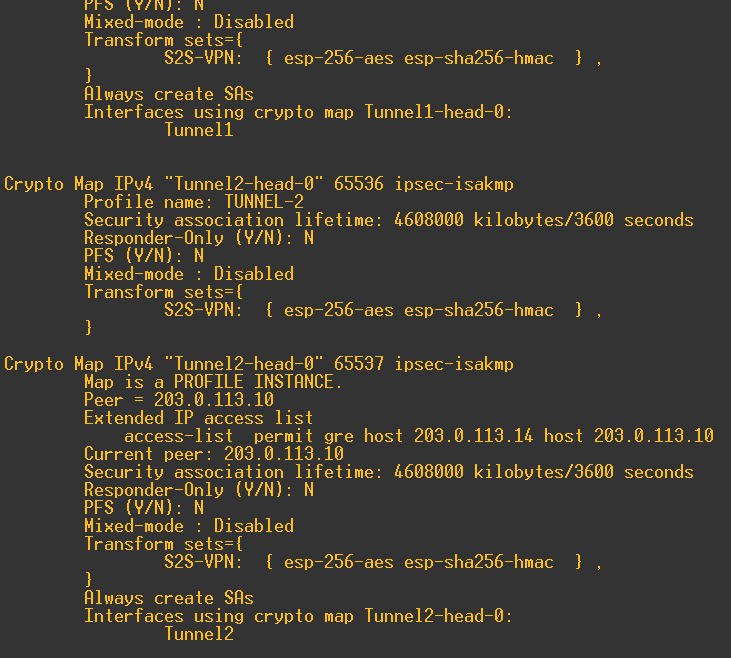 PFS (Y/N): N
Mixed-mode : Disabled
Transform sets={
S2S-VPN:  { esp-256-aes esp-sha256-hmac  } ,
}
Always create SAs
Interfaces using crypto map Tunnel1-head-0:
Tunnel1
Crypto Map IPv4 "Tunnel2-head-0" 65536 ipsec-isakmp
Profile name: TUNNEL-2
Security association lifetime: 4608000 kilobytes/3600 seconds
Responder-Only (Y/N): N
PFS (Y/N): N
Mixed-mode : Disabled
Transform sets={
S2S-VPN:  { esp-256-aes esp-sha256-hmac  } ,
}
Crypto Map IPv4 "Tunnel2-head-0" 65537 ipsec-isakmp
Map is a PROFILE INSTANCE.
Peer = 203.0.113.10
Extended IP access list
access-list  permit gre host 203.0.113.14 host 203.0.113.10
Current peer: 203.0.113.10
Security association lifetime: 4608000 kilobytes/3600 seconds
Responder-Only (Y/N): N
PFS (Y/N): N
Mixed-mode : Disabled
Transform sets={
S2S-VPN:  { esp-256-aes esp-sha256-hmac  } ,
}
Always create SAs
Interfaces using crypto map Tunnel2-head-0:
Tunnel2